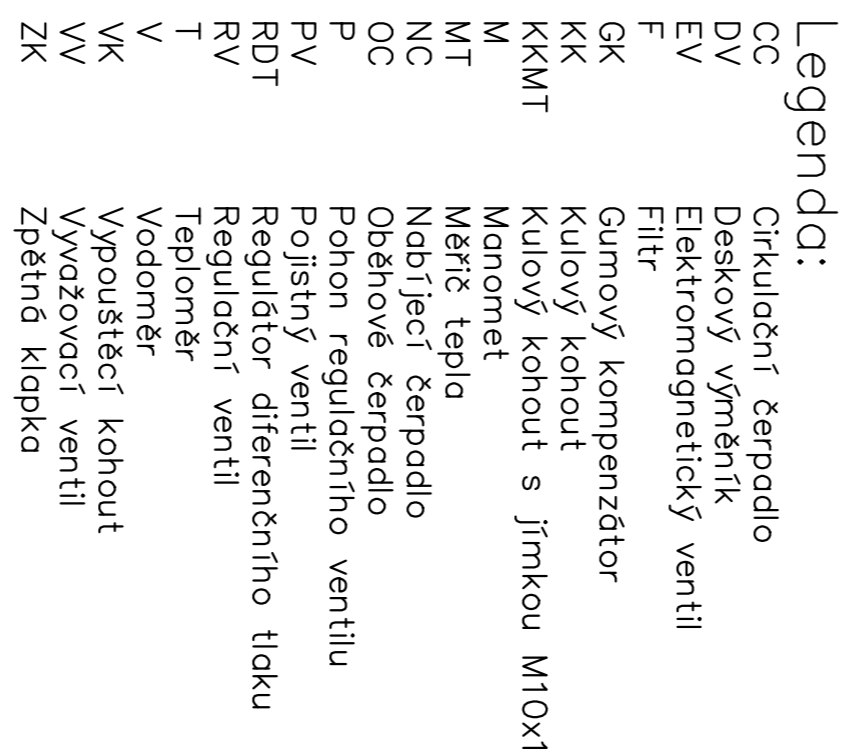 Legenda:
CC Cirkulační čerpadlo
DV Deskový výměník
EV Elektromagnetický ventil
F Filtr
GK Gumový kompenzátor
KK Kulový kohout
KKMT Kulový kohout s jímkou M10x1
M Manomet
MT Měřič tepla
NC Nabíjecí čerpadlo
OC Oběhové čerpadlo
P Pohon regulačního ventilu
PV Pojistný ventil
RDT Regulátor diferenčního tlaku
RV Regulační ventil
T Teploměr
V Vodoměr
VK Vypouštěcí kohout
VV Vyvažovací ventil
ZK Zpětná klapka